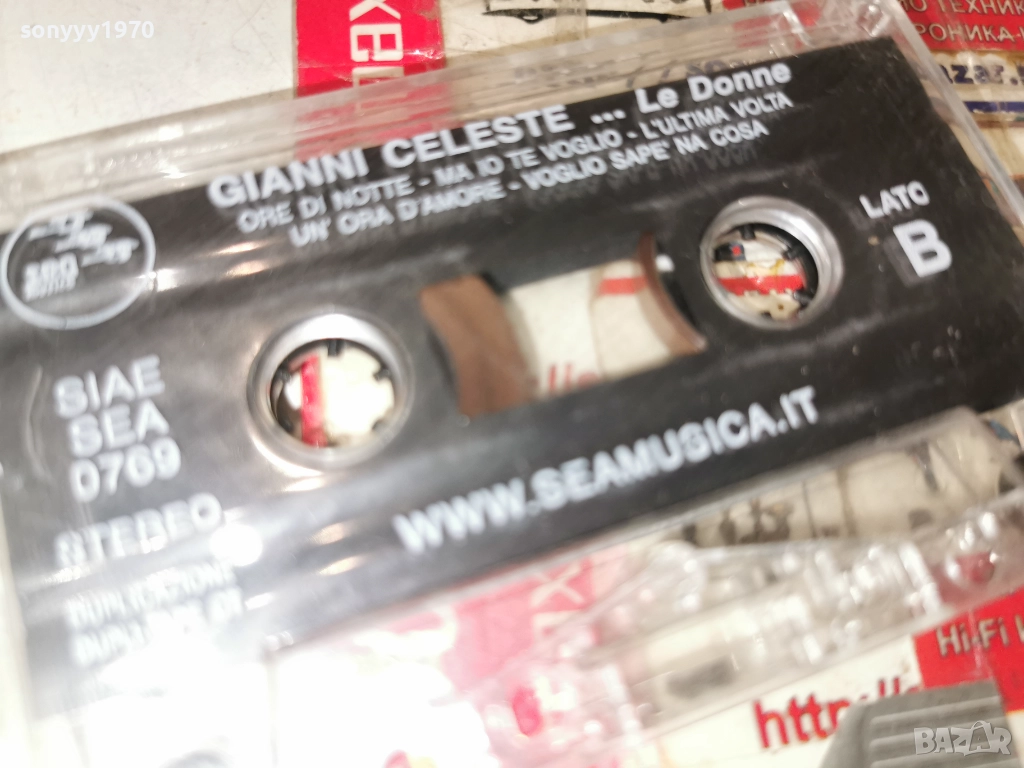 sonyyy1970
GIANNI CELESTE ... Le Donne
ORE DI NOTTE - MA IO TE VOGLIO - L'ULTIMA VOLTA
UN' ORA D'AMORE - VOGLIO SAPE' NA COSA
LATO
B
SIAE
SEA
0769
STEREO
WWW.SEAMUSICA.IT
Hi-Fi
http://
BAZAR